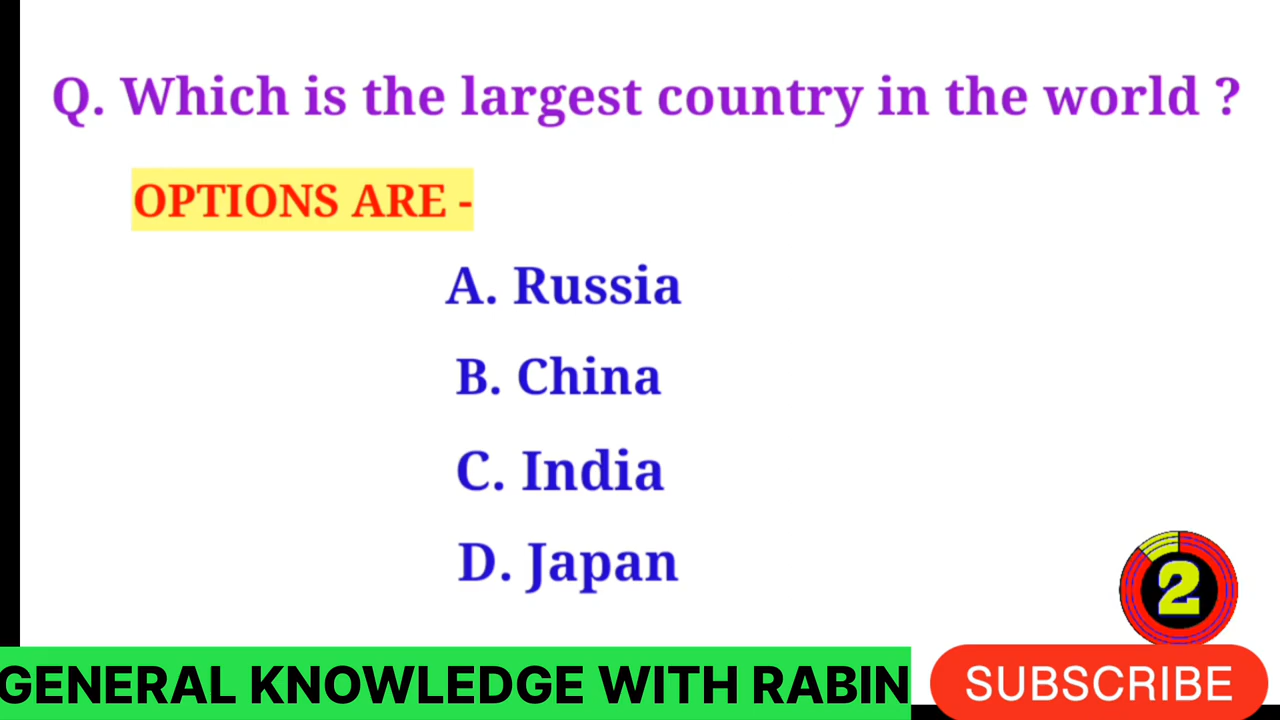 Q. Which is the largest country in the world ?
OPTIONS ARE -
A. Russia
B. China
C. India
D. Japan
2
GENERAL KNOWLEDGE WITH RABIN
SUBSCRIBE